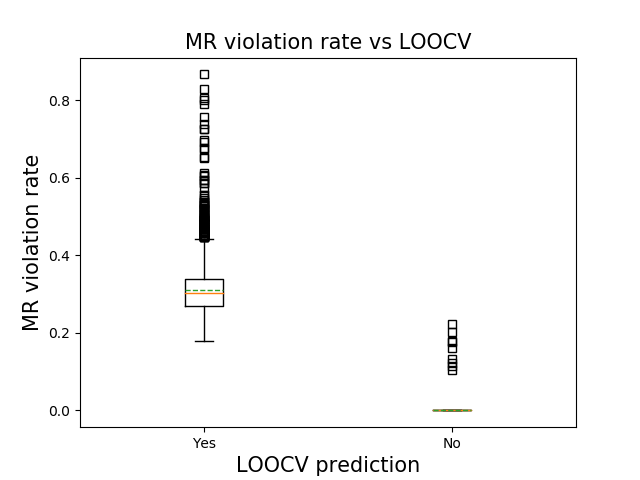 MR violation rate vs LOOCV
MR violation rate
0.8
0.6
0.4
0.2
0.0
Yes
No
LOOCV prediction